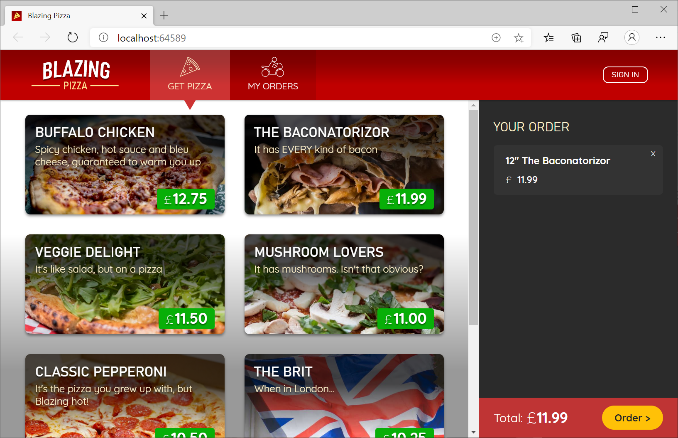 Blazing Pizza
localhost:64589
BLAZING
PIZZA
GET PIZZA
MY ORDERS
SIGN IN
BUFFALO CHICKEN
Spicy chicken, hot sauce and bleu
cheese, guaranteed to warm you up
£12.75
THE BACONATORIZOR
It has EVERY kind of bacon
£11.99
VEGGIE DELIGHT
It's like salad, but on a pizza
£11.50
MUSHROOM LOVERS
It has mushrooms. Isn't that obvious?
£11.00
CLASSIC PEPPERONI
It's the pizza you grew up with, but
Blazing hot!
£10.50
THE BRIT
When in London...
£10.25
YOUR ORDER
x
12" The Baconatorizor
£ 11.99
Total: £11.99
Order >